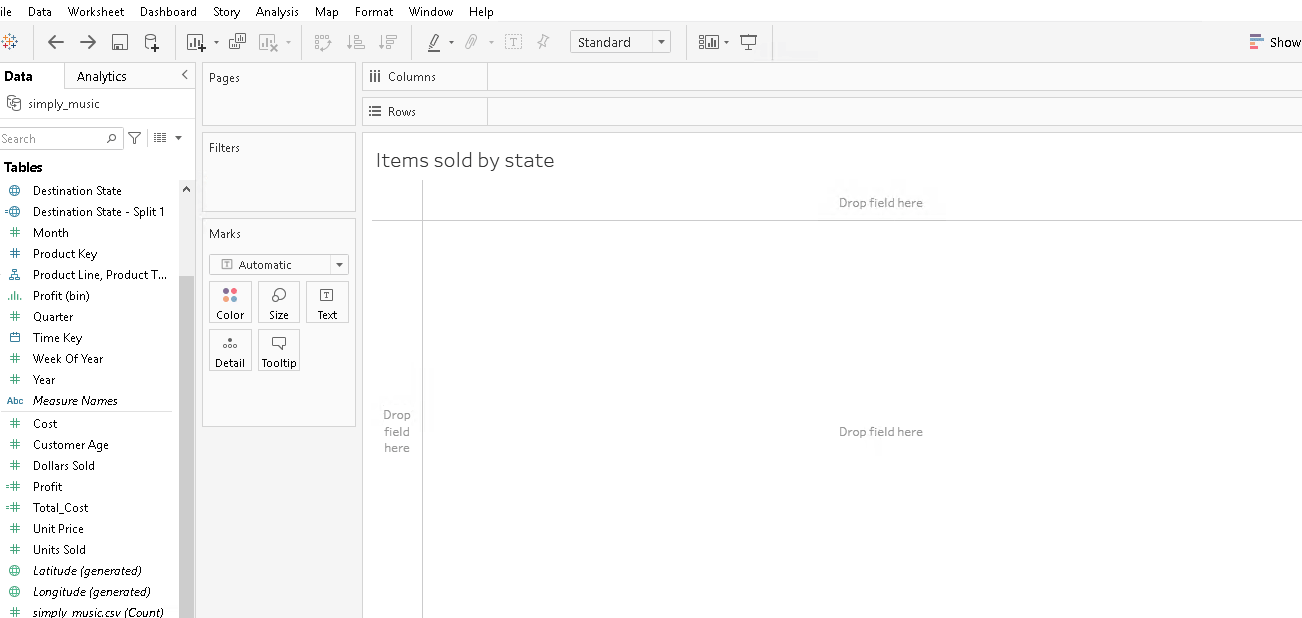 ile Data Worksheet Dashboard Story Analysis Map Format Window Help
Standard
Show
Data Analytics
simply_music
Search
Tables
Destination State
Destination State - Split 1
Month
Product Key
Product Line, Product T...
Profit (bin)
Quarter
Time Key
Week Of Year
Year
Abc Measure Names
Cost
Customer Age
Dollars Sold
Profit
Total_Cost
Unit Price
Units Sold
Latitude (generated)
Longitude (generated)
simply_music.csv (Count)
Pages
Filters
Marks
Automatic
Color Size Text
Detail Tooltip
Columns
Rows
Items sold by state
Drop field here
Drop
field
here
Drop field here